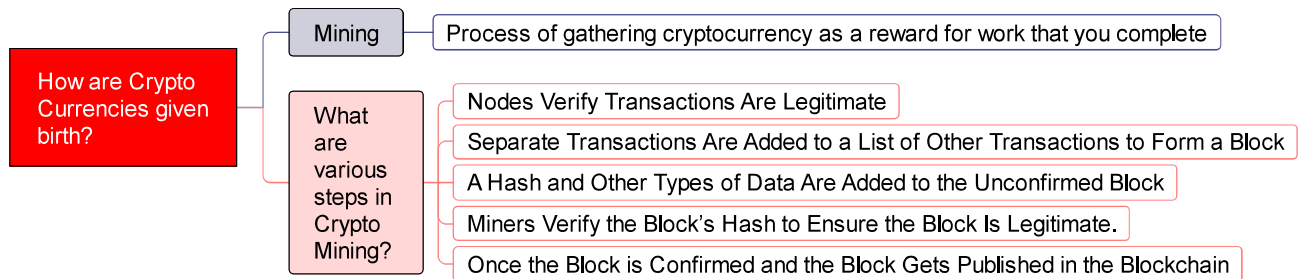 How are Crypto
Currencies given
birth?
Mining
Process of gathering cryptocurrency as a reward for work that you complete
What
are
various
steps in
Crypto
Mining?
Nodes Verify Transactions Are Legitimate
Separate Transactions Are Added to a List of Other Transactions to Form a Block
A Hash and Other Types of Data Are Added to the Unconfirmed Block
Miners Verify the Block’s Hash to Ensure the Block Is Legitimate.
Once the Block is Confirmed and the Block Gets Published in the Blockchain